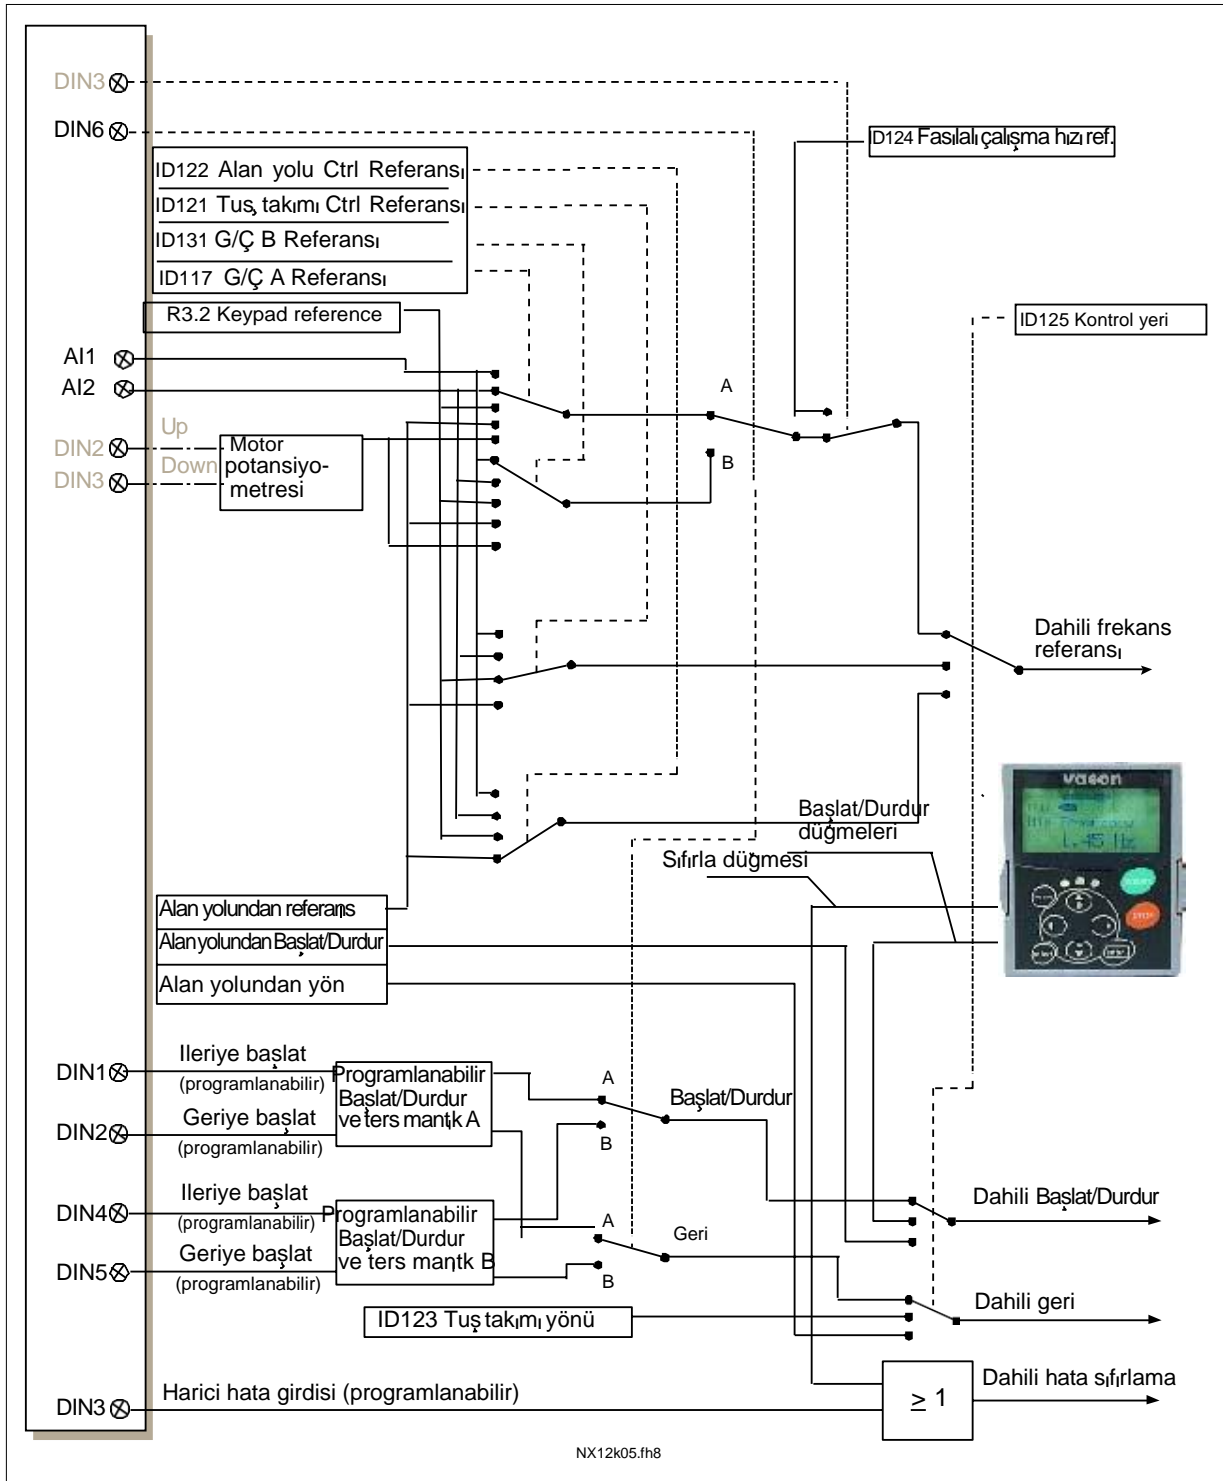 DIN3
DIN6
ID124 Fasılalı çalışma hızı ref.
ID122 Alan yolu Ctrl Referansı
ID121 Tuş takımı Ctrl Referansı
ID131 G/Ç B Referansı
ID117 G/Ç A Referansı
R3.2 Keypad reference
ID125 Kontrol yeri
AI1
AI2
A
B
DIN2
Up
DIN3
Down
Motor
potansiyo-
metresi
Dahili frekans
referansı
vacon
Başlat/Durdur
düğmeleri
Sıfırla düğmesi
Alan yolundan referans
Alan yolundan Başlat/Durdur
Alan yolundan yön
DIN1
Ileriye başlat
(programlanabilir)
DIN2
Geriye başlat
(programlanabilir)
Programlanabilir
Başlat/Durdur
ve ters mantık A
A
B
Başlat/Durdur
DIN4
Ileriye başlat
(programlanabilir)
DIN5
Geriye başlat
(programlanabilir)
Programlanabilir
Başlat/Durdur
ve ters mantık B
A
B
Geri
Dahili Başlat/Durdur
ID123 Tuş takımı yönü
Dahili geri
DIN3
Harici hata girdisi (programlanabilir)
≥ 1
Dahili hata sıfırlama
NX12k05.fh8